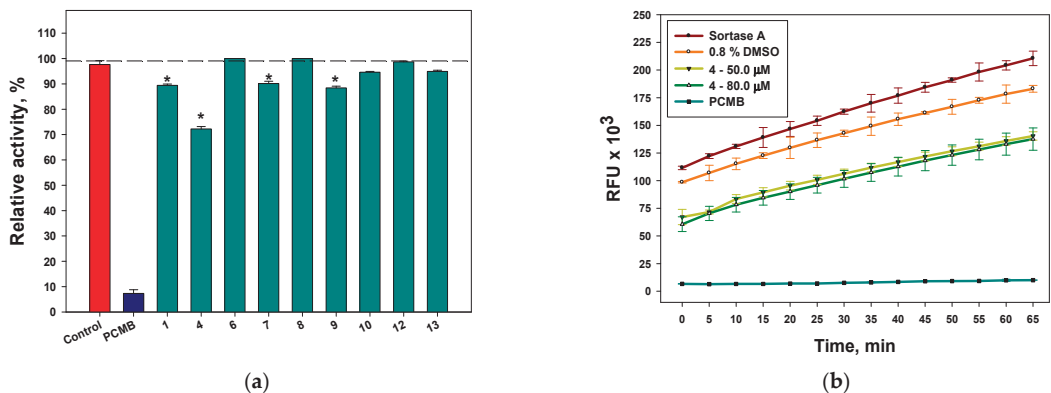 Relative activity, %
110
100
90
80
70
60
50
40
30
20
10
0
* * * *
Control PCMB 1 4 6 7 8 9 10 12 13
(a)
RFU x 10³
250
225
200
175
150
125
100
75
50
25
0
Sortase A
0.8 % DMSO
4 - 50.0 μM
4 - 80.0 μM
PCMB
0 5 10 15 20 25 30 35 40 45 50 55 60 65
Time, min
(b)